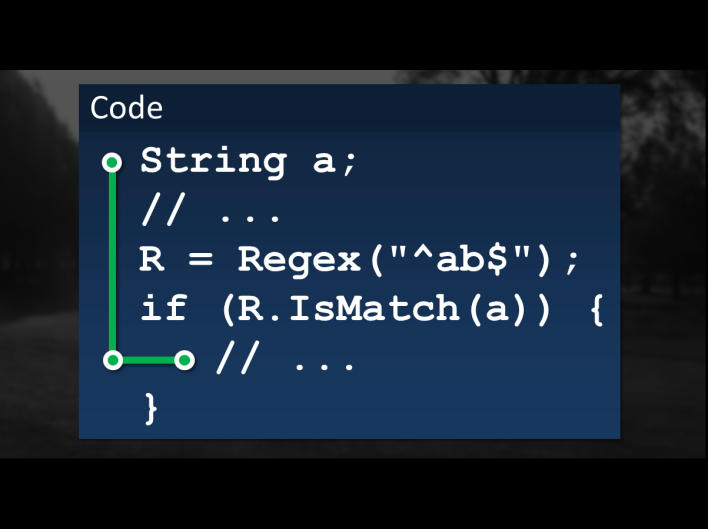 Code
String a;
// ...
R = Regex("^ab$");
if (R.IsMatch(a)) {
// ...
}